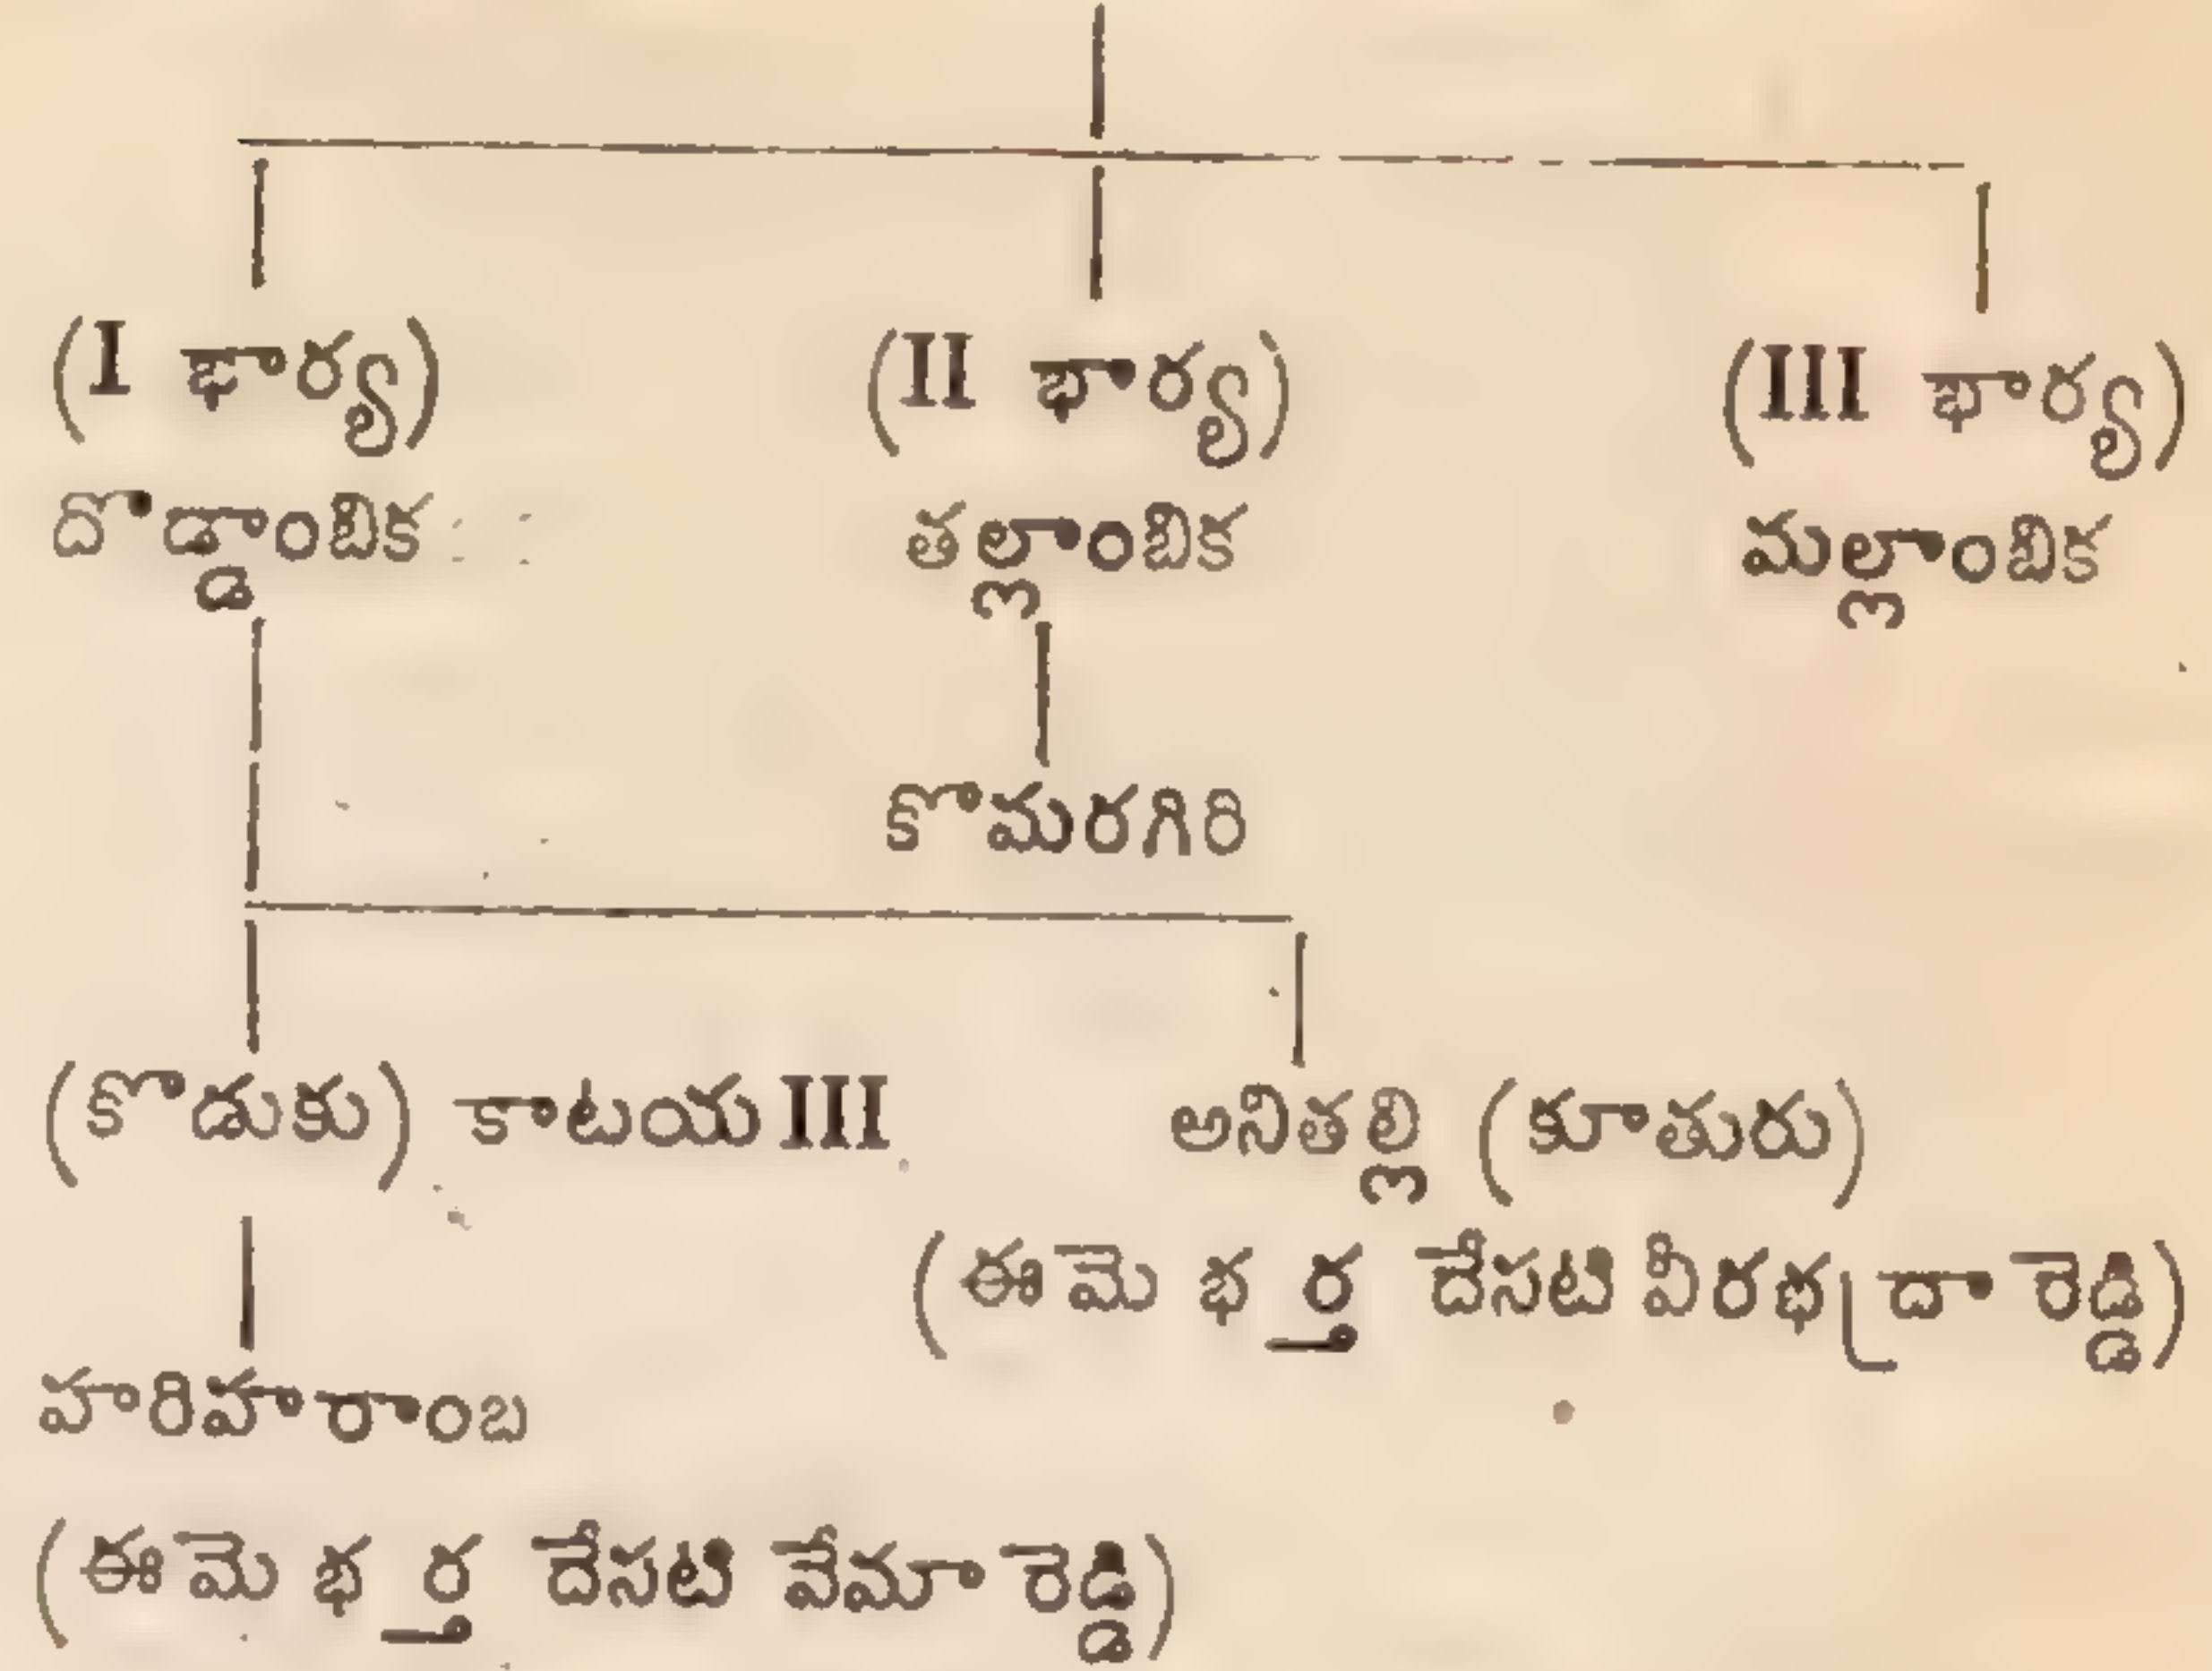 (I భార్య) (II భార్య) (III భార్య)
దొడ్డాంబిక తల్లాంబిక మల్లాంబిక
కొమరగిరి
(కొడుకు) కాటయ III అనితల్లి (కూతురు)
(ఈమె భర్త దేసటి వీరభద్రా రెడ్డి)
హరిహరాంబ
(ఈమె భర్త దేసటి వేమా రెడ్డి)